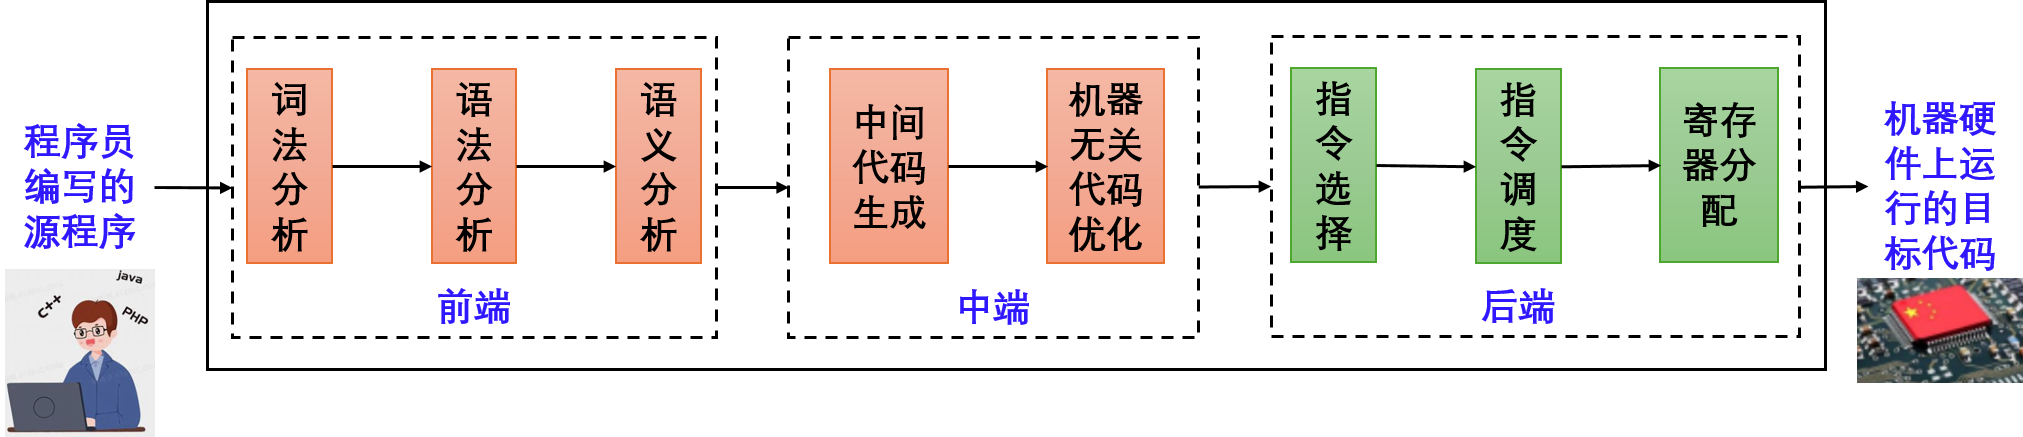 程序员
编写的
源程序
java
C++
PHP
词
法
分
析
语
法
分
析
语
义
分
析
前端
中间
代码
生成
机器
无关
代码
优化
中端
指
令
选
择
指
令
调
度
寄存
器分
配
后端
机器硬
件上运
行的目
标代码